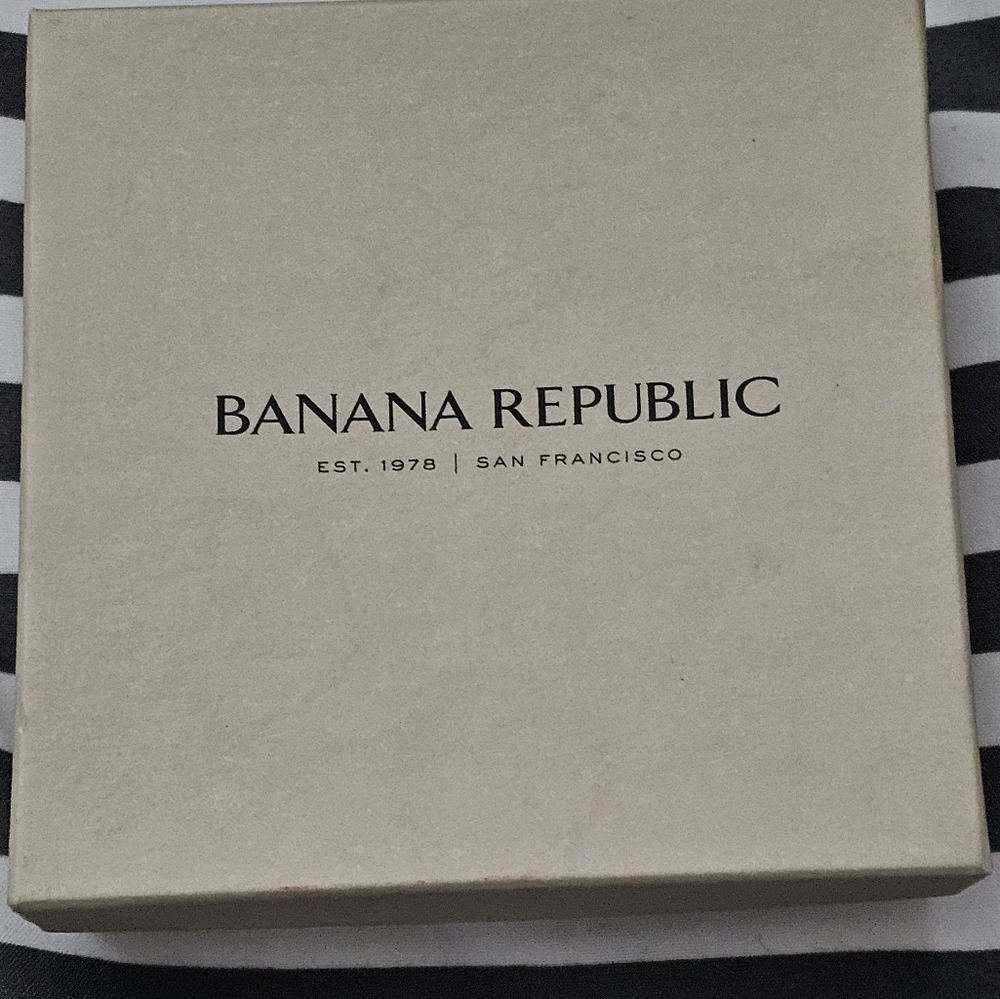 BANANA REPUBLIC
EST. 1978 | SAN FRANCISCO